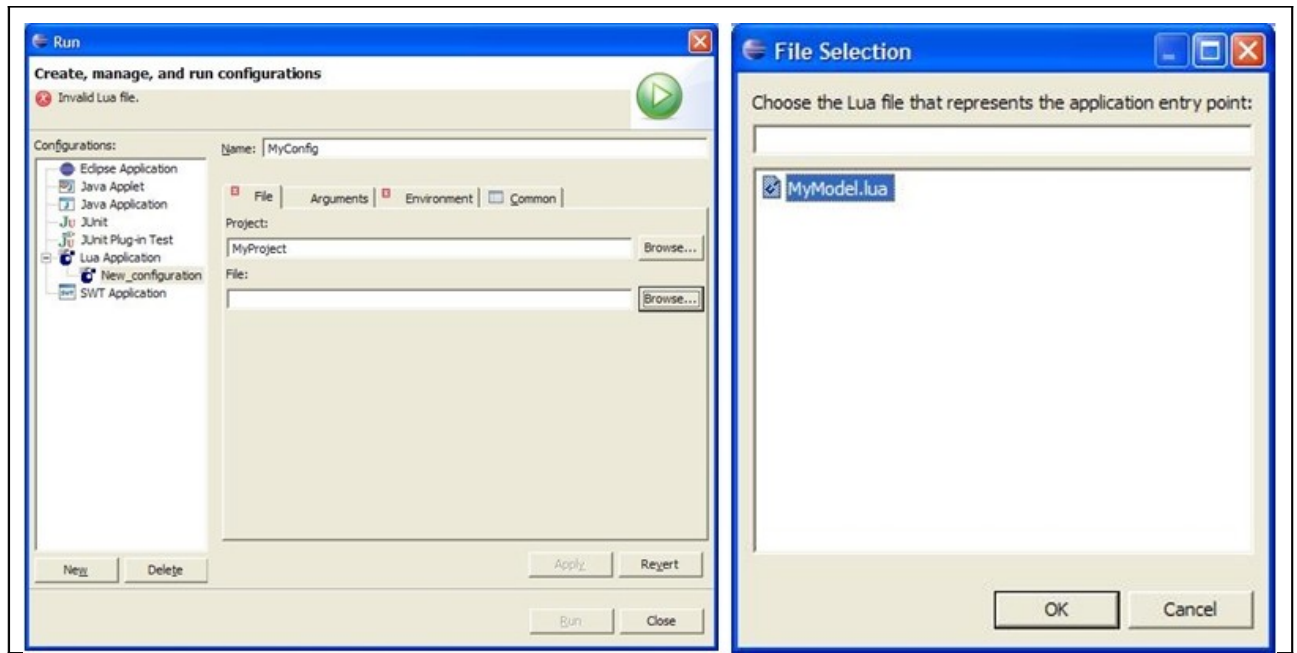 Run
Create, manage, and run configurations
Invalid Lua file.
Configurations:
Eclipse Application
Java Applet
Java Application
JUnit
JUnit Plug-in Test
Lua Application
New_configuration
SWT Application
New
Delete
Name: MyConfig
File
Arguments
Environment
Common
Project:
MyProject
Browse...
File:
Browse...
Apply
Revert
Run
Close
File Selection
Choose the Lua file that represents the application entry point:
MyModel.lua
OK
Cancel